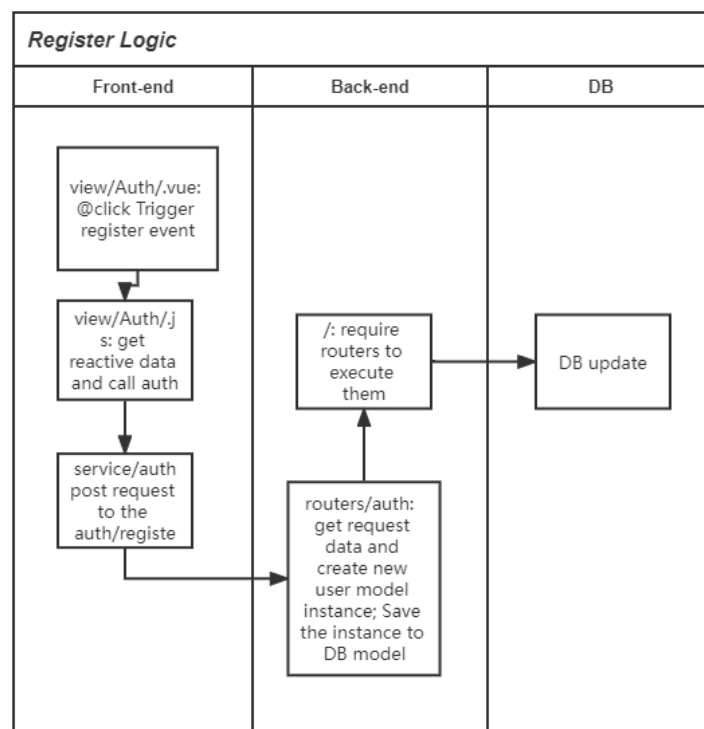 Register Logic
Front-end
Back-end
DB
view/Auth/.vue:
@click Trigger
register event
view/Auth/.j
s: get
reactive data
and call auth
service/auth
post request
to the
auth/registe
/: require
routers to
execute
them
routers/auth:
get request
data and
create new
user model
instance; Save
the instance to
DB model
DB update